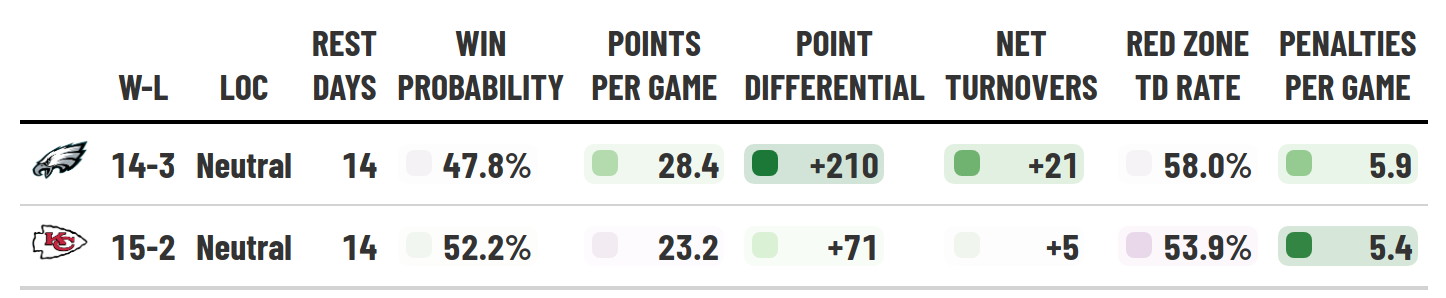 REST WIN POINTS POINT NET RED ZONE PENALTIES
W-L LOC DAYS PROBABILITY PER GAME DIFFERENTIAL TURNOVERS TD RATE PER GAME
14-3 Neutral 14 47.8% 28.4 +210 +21 58.0% 5.9
KC 15-2 Neutral 14 52.2% 23.2 +71 +5 53.9% 5.4